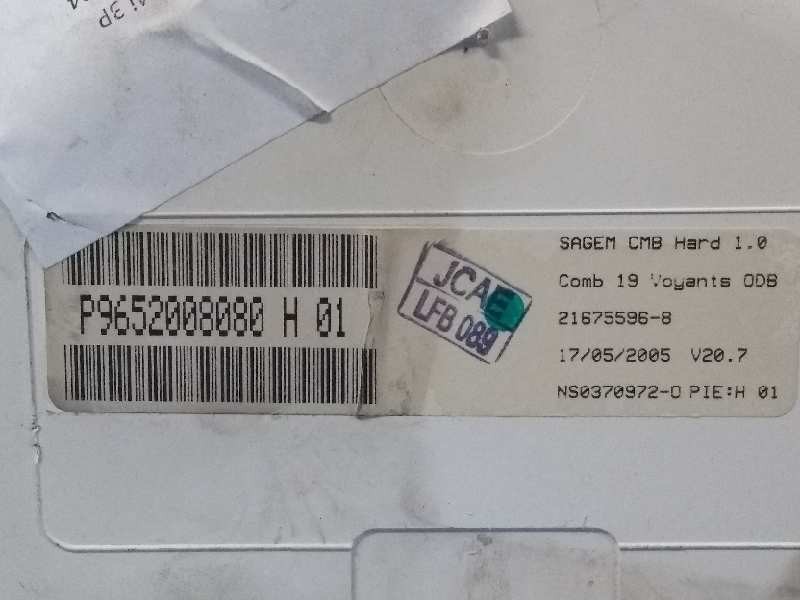 3P
P9652008080 H 01
JCAE
LFB 089
SAGEM CMB Hard 1.0
Comb 19 Voyants ODB
21675596-8
17/05/2005 V20.7
NS0370972-0 PIE:H 01